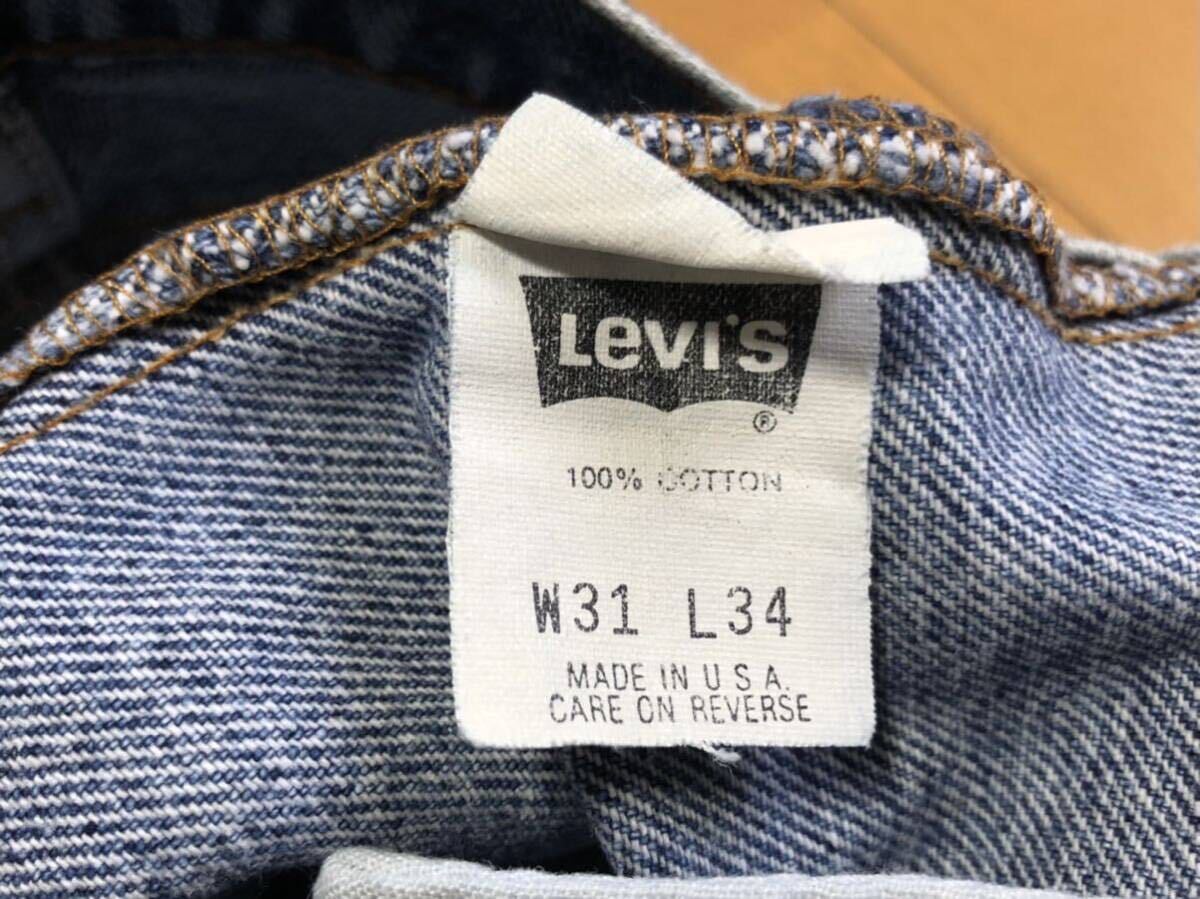 Levi's
®
100% COTTON
W31 L34
MADE IN U S A.
CARE ON REVERSE